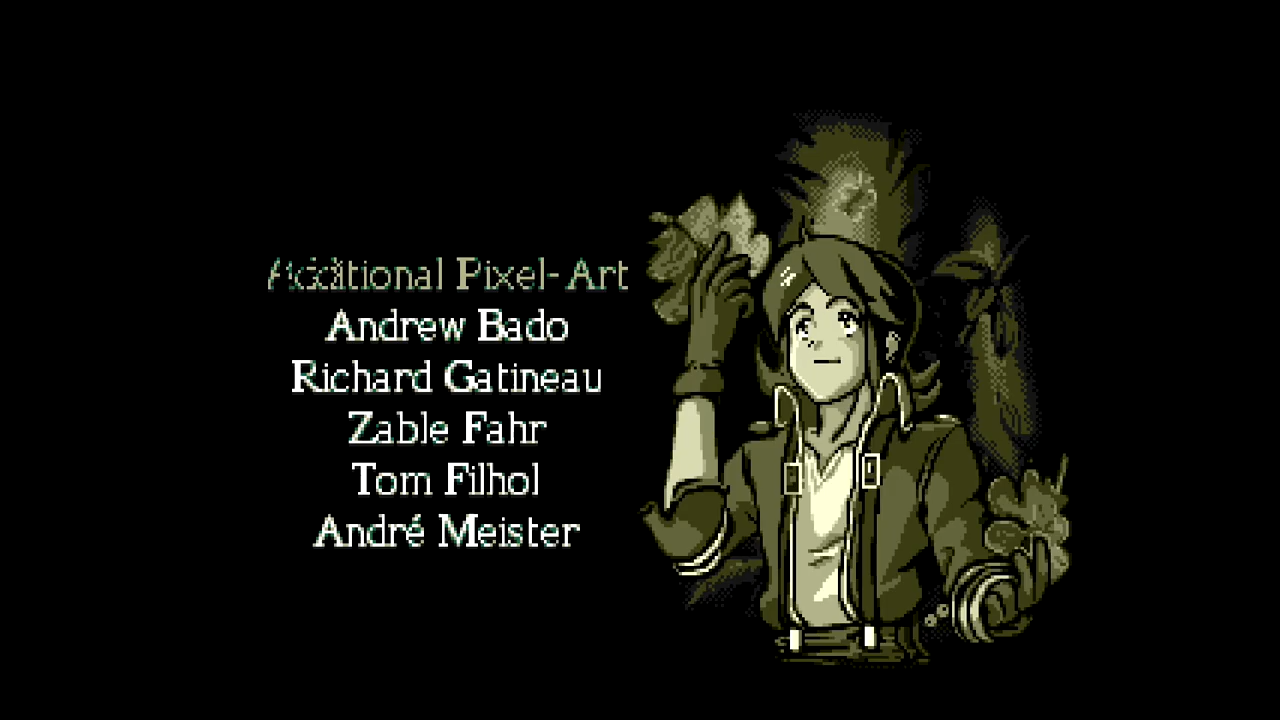 Additional Pixel-Art
Andrew Bado
Richard Gatineau
Zable Fahr
Tom Filhol
André Meister